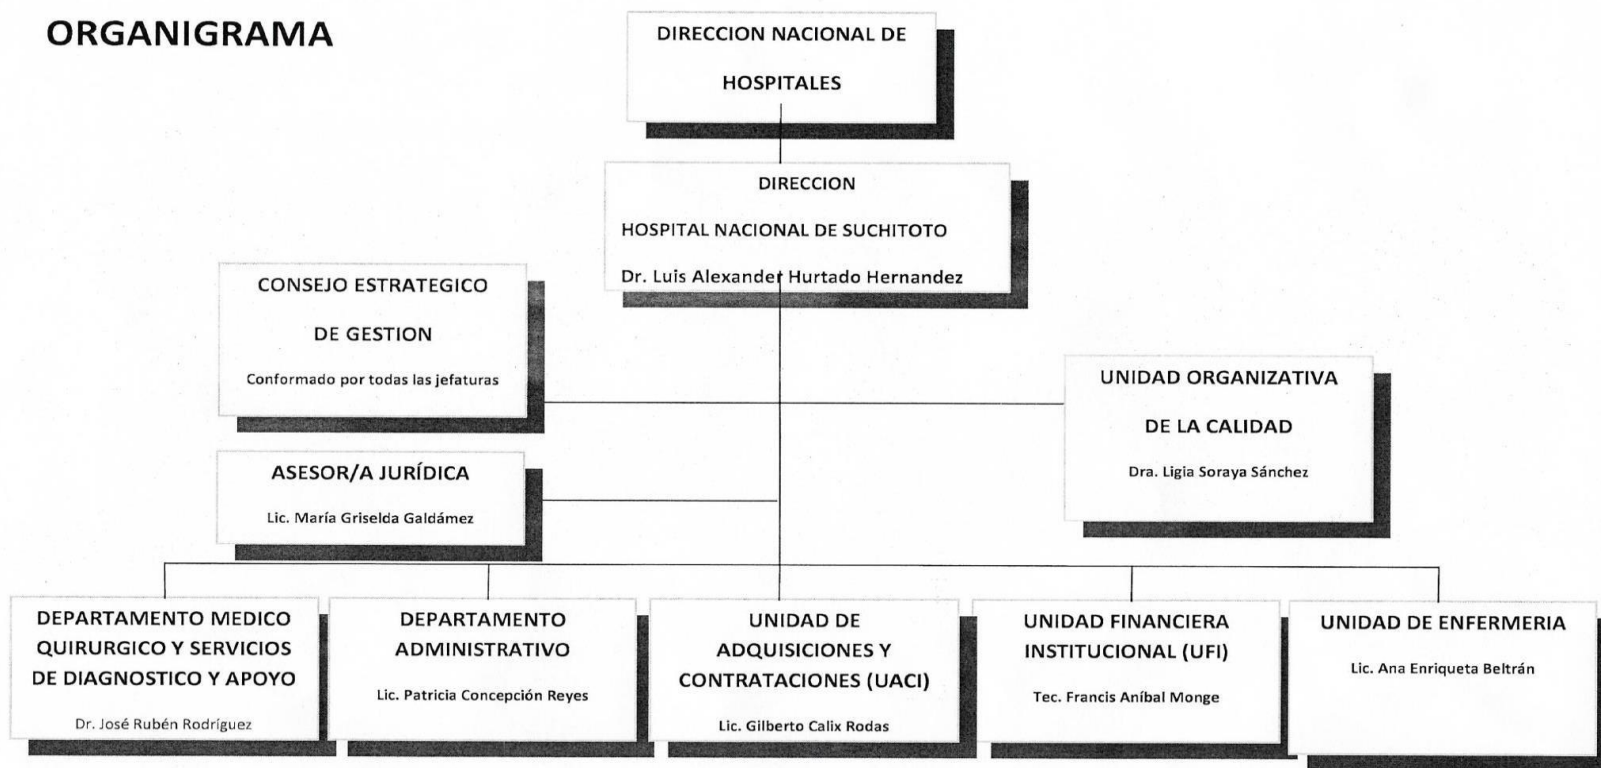 ORGANIGRAMA
DIRECCION NACIONAL DE
HOSPITALES
DIRECCION
HOSPITAL NACIONAL DE SUCHITOTO
Dr. Luis Alexander Hurtado Hernandez
CONSEJO ESTRATEGICO
DE GESTION
Conformado por todas las jefaturas
UNIDAD ORGANIZATIVA
DE LA CALIDAD
Dra. Ligia Soraya Sánchez
ASESOR/A JURÍDICA
Lic. María Griselda Galdámez
DEPARTAMENTO MEDICO
QUIRURGICO Y SERVICIOS
DE DIAGNOSTICO Y APOYO
Dr. José Rubén Rodríguez
DEPARTAMENTO
ADMINISTRATIVO
Lic. Patricia Concepción Reyes
UNIDAD DE
ADQUISICIONES Y
CONTRATACIONES (UACI)
Lic. Gilberto Calix Rodas
UNIDAD FINANCIERA
INSTITUCIONAL (UFI)
Tec. Francis Aníbal Monge
UNIDAD DE ENFERMERIA
Lic. Ana Enriqueta Beltrán